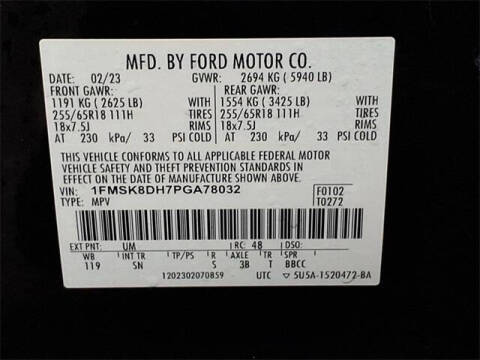 MFD. BY FORD MOTOR CO.
DATE: 02/23 GVWR: 2694 KG ( 5940 LB)
FRONT GAWR: REAR GAWR:
1191 KG ( 2625 LB) WITH 1554 KG ( 3425 LB) WITH
255/65R18 111H TIRES 255/65R18 111H TIRES
18x7.5J RIMS 18x7.5J RIMS
AT 230 kPa/ 33 PSI COLD AT 230 kPa/ 33 PSI COLD
THIS VEHICLE CONFORMS TO ALL APPLICABLE FEDERAL MOTOR
VEHICLE SAFETY AND THEFT PREVENTION STANDARDS IN
EFFECT ON THE DATE OF MANUFACTURE SHOWN ABOVE.
VIN: 1FMSK8DH7PGA78032 F0102
TYPE: MPV T0272
EXT PNT: UM RC: 48 DSO:
WB INT TR TP/PS R AXLE TR SPR
119 5N 5 3B T BBCC
1202302070859 UTC 5U5A-1520472-BA